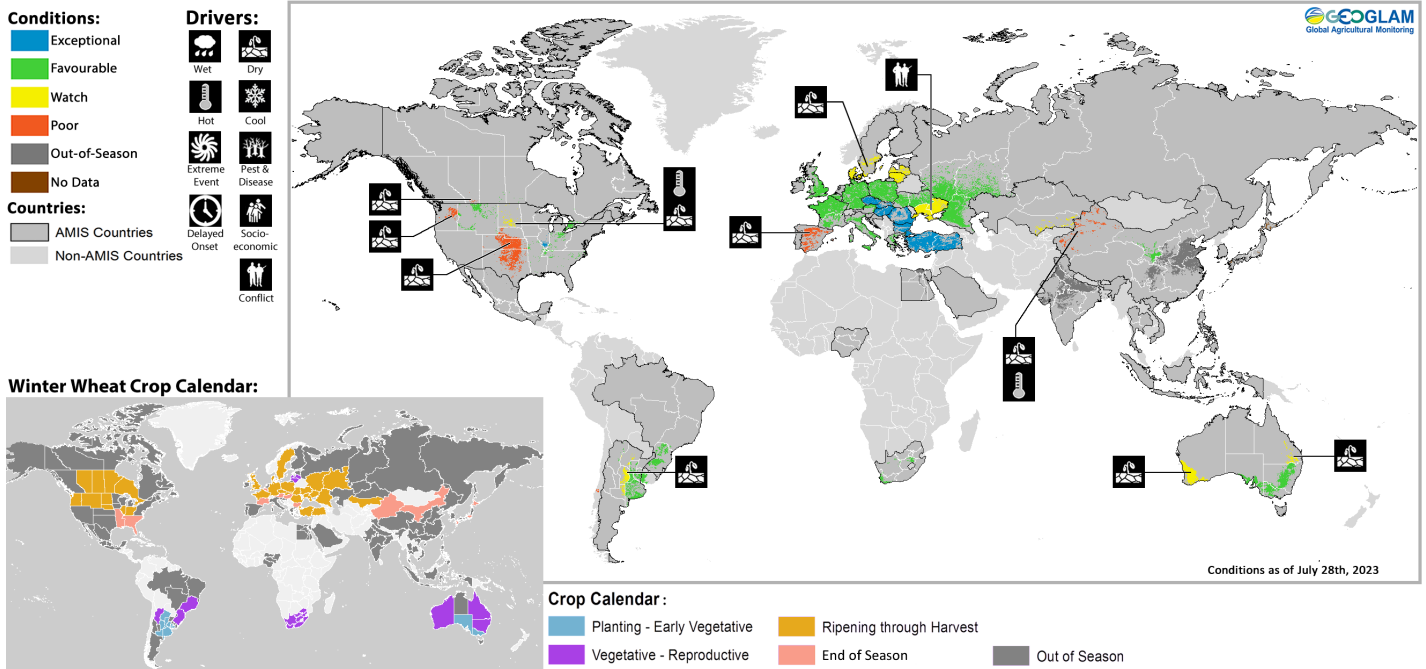 Conditions:
Exceptional
Favourable
Watch
Poor
Out-of-Season
No Data
Countries:
AMIS Countries
Non-AMIS Countries
Drivers:
Wet
Dry
Hot
Cool
Extreme
Event
Pest &
Disease
Delayed
Onset
Socio-
economic
Conflict
GEOGLAM
Global Agricultural Monitoring
Conditions as of July 28th, 2023
Winter Wheat Crop Calendar:
Crop Calendar :
Planting - Early Vegetative
Ripening through Harvest
Vegetative - Reproductive
End of Season
Out of Season